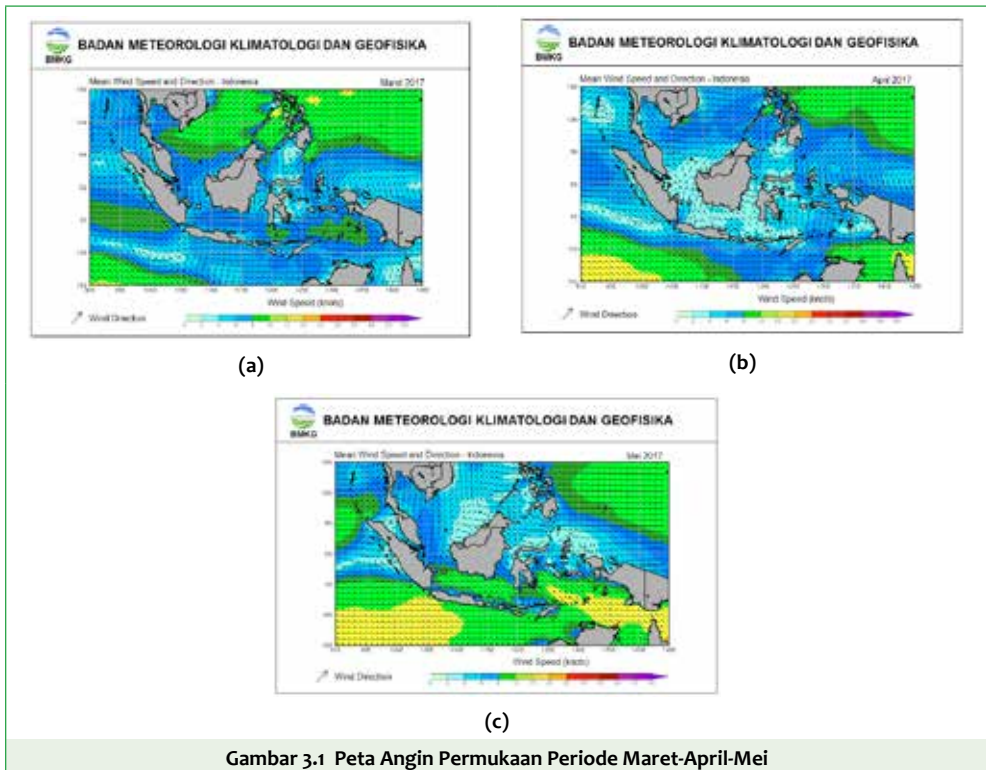 BADAN METEOROLOGI KLIMATOLOGI DAN GEOFISIKA
BMKG
Mean Wind Speed and Direction - Indonesia
Maret 2017
Wind Speed (knots)
Wind Direction
(a)
BADAN METEOROLOGI KLIMATOLOGI DAN GEOFISIKA
BMKG
Mean Wind Speed and Direction - Indonesia
April 2017
Wind Speed (knots)
Wind Direction
(b)
BADAN METEOROLOGI KLIMATOLOGI DAN GEOFISIKA
BMKG
Mean Wind Speed and Direction - Indonesia
Mei 2017
Wind Speed (knots)
Wind Direction
(c)
Gambar 3.1 Peta Angin Permukaan Periode Maret-April-Mei